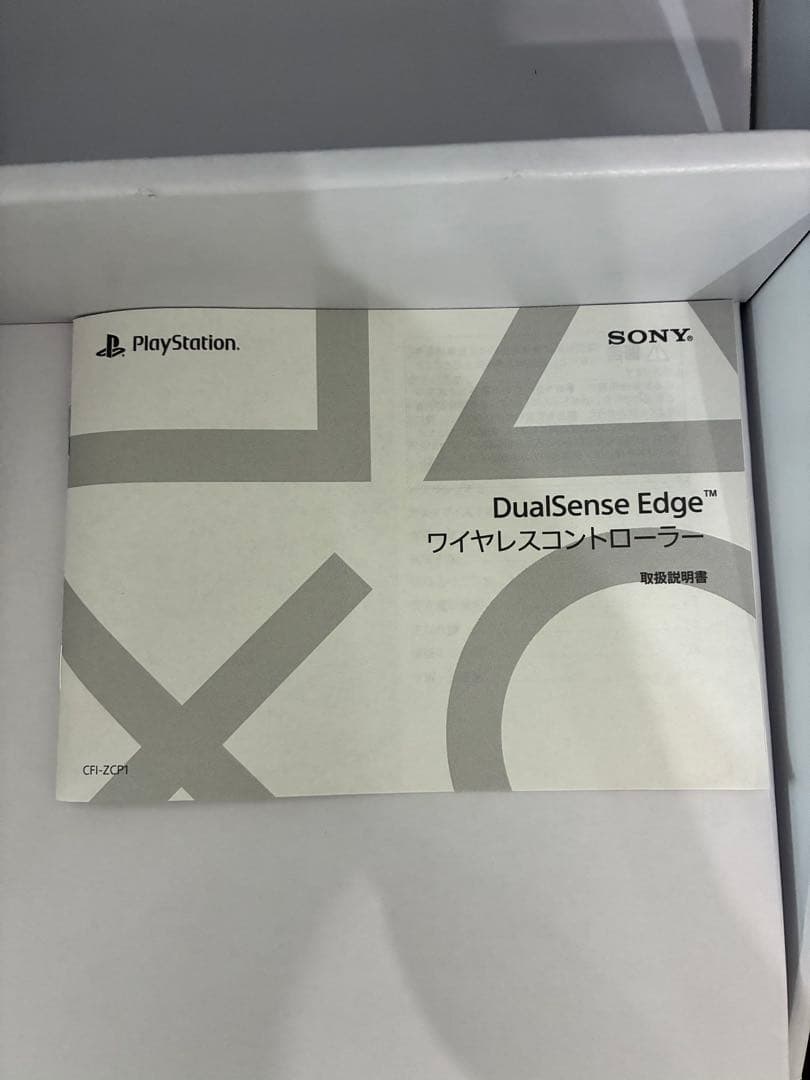 PlayStation®
SONY®
DualSense Edge™
ワイヤレスコントローラー
取扱説明書
CFI-ZCP1